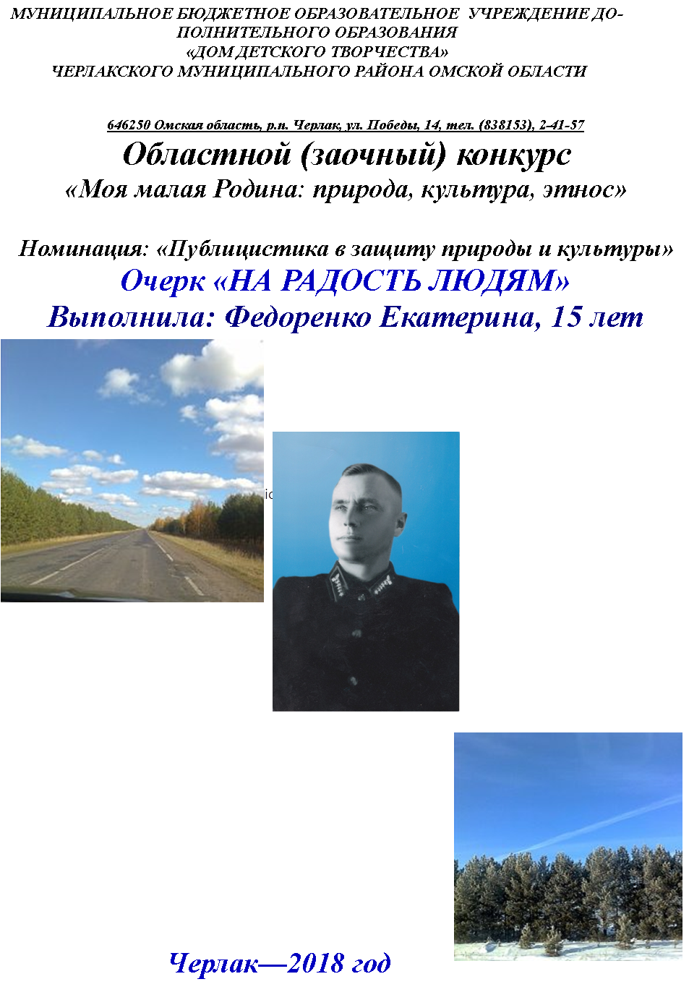 МУНИЦИПАЛЬНОЕ БЮДЖЕТНОЕ ОБРАЗОВАТЕЛЬНОЕ УЧРЕЖДЕНИЕ ДО-
ПОЛНИТЕЛЬНОГО ОБРАЗОВАНИЯ
«ДОМ ДЕТСКОГО ТВОРЧЕСТВА»
ЧЕРЛАКСКОГО МУНИЦИПАЛЬНОГО РАЙОНА ОМСКОЙ ОБЛАСТИ
646250 Омская область, р.п. Черлак, ул. Победы, 14, тел. (838153), 2-41-57
Областной (заочный) конкурс
«Моя малая Родина: природа, культура, этнос»
Номинация: «Публицистика в защиту природы и культуры»
Очерк «НА РАДОСТЬ ЛЮДЯМ»
Выполнила: Федоренко Екатерина, 15 лет
Черлак—2018 год